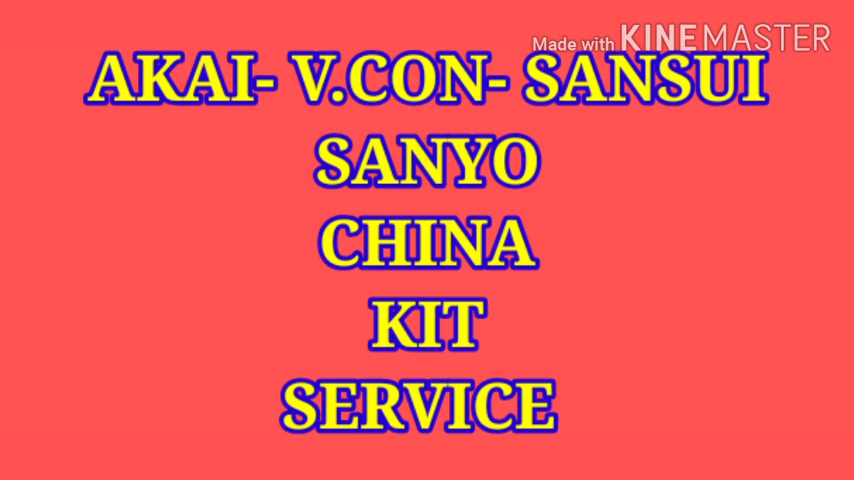 Made with KINEMASTER
AKAI- V.CON- SANSUI
SANYO
CHINA
KIT
SERVICE